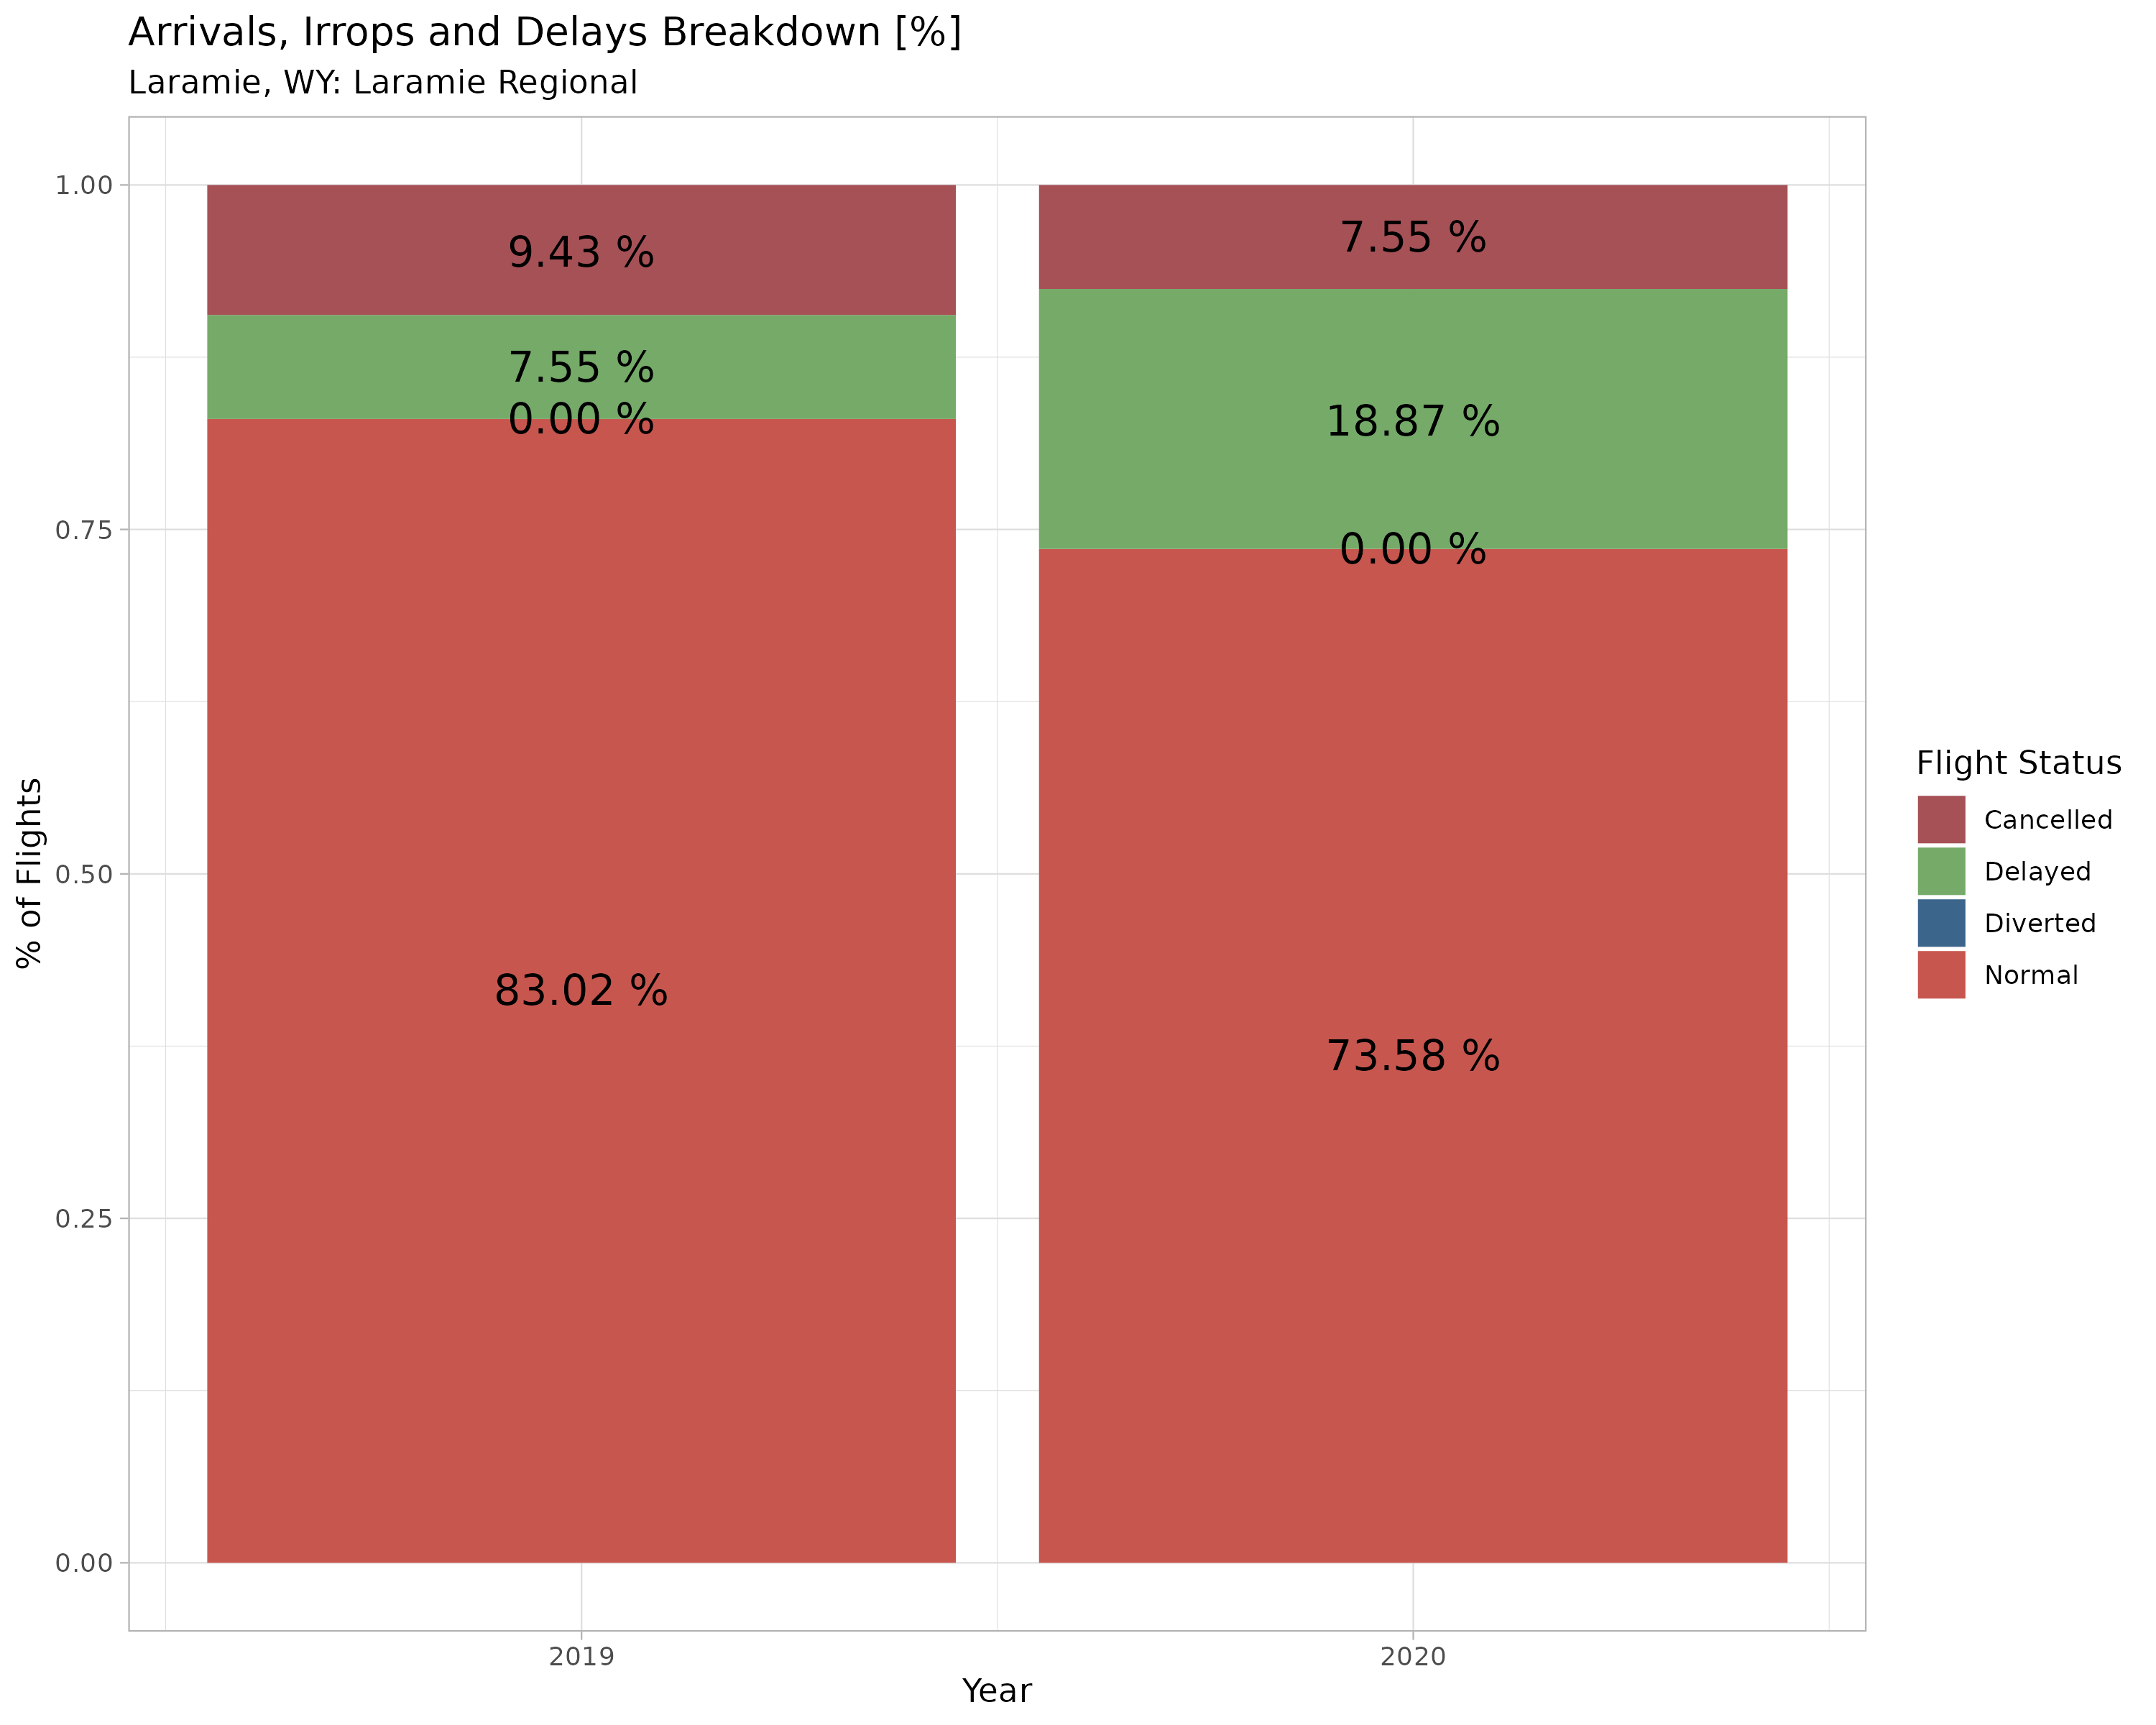 Arrivals, Irrops and Delays Breakdown [%]
Laramie, WY: Laramie Regional
% of Flights
1.00
0.75
0.50
0.25
0.00
9.43 %
7.55 %
0.00 %
83.02 %
7.55 %
18.87 %
0.00 %
73.58 %
2019
2020
Year
Flight Status
Cancelled
Delayed
Diverted
Normal